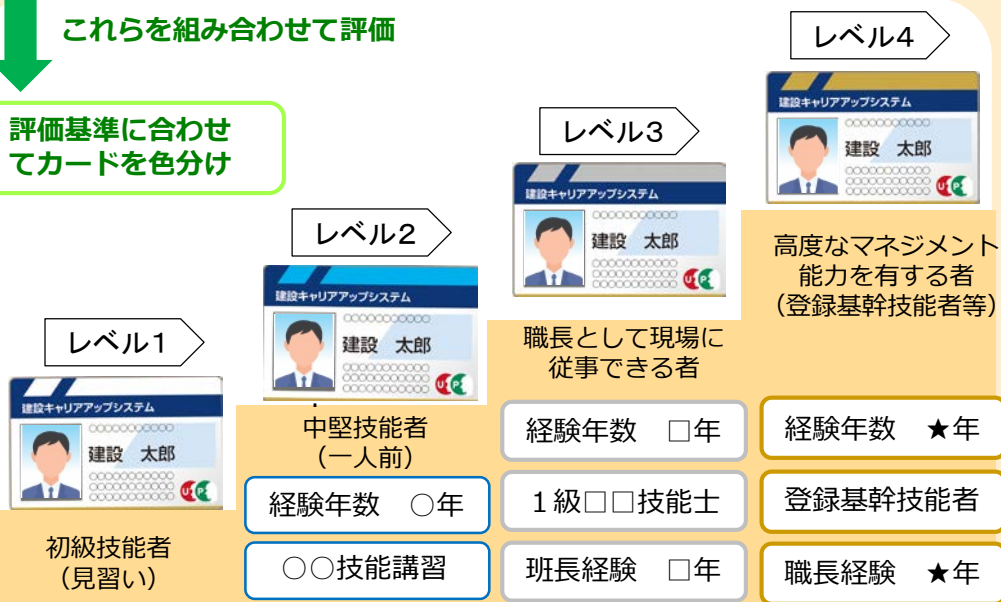 これらを組み合わせて評価
評価基準に合わせ
てカードを色分け
レベル1
建設キャリアアップシステム
○○○○○○○○○○○
建設 太郎
○○○○○○○○○○
○○○○○○○○○○
○○○○○○○○○○
初級技能者
（見習い）
レベル2
建設キャリアアップシステム
○○○○○○○○○○○
建設 太郎
○○○○○○○○○○
○○○○○○○○○○
○○○○○○○○○○
中堅技能者
（一人前）
経験年数 ○年
○○技能講習
レベル3
建設キャリアアップシステム
○○○○○○○○○○○
建設 太郎
○○○○○○○○○○
○○○○○○○○○○
○○○○○○○○○○
職長として現場に
従事できる者
経験年数 □年
１級□□技能士
班長経験 □年
レベル4
建設キャリアアップシステム
○○○○○○○○○○○
建設 太郎
○○○○○○○○○○
○○○○○○○○○○
○○○○○○○○○○
高度なマネジメント
能力を有する者
（登録基幹技能者等）
経験年数 ★年
登録基幹技能者
職長経験 ★年